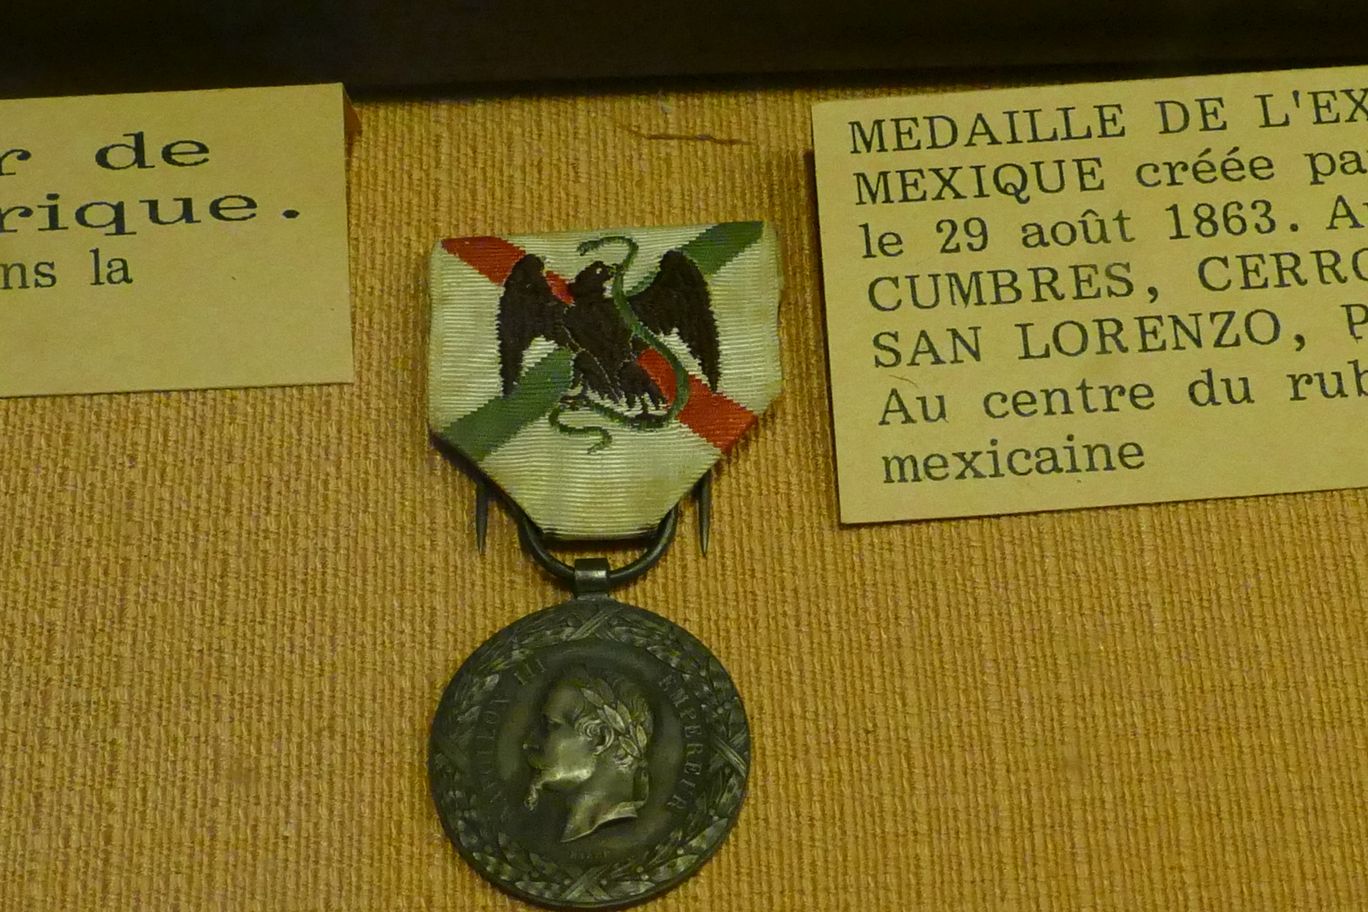 r de
rique.
ns la
MEDAILLE DE L'EX
MEXIQUE créée pa
le 29 août 1863. A
CUMBRES, CERRO
SAN LORENZO, P
Au centre du rub
mexicaine
NAPOLEON III EMPEREUR